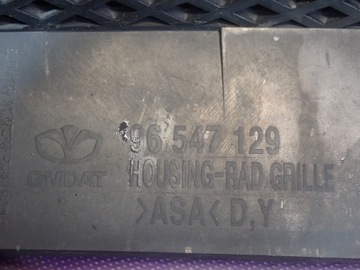 96 547 129
GMDAT HOUSING-RAD GRILLE
>ASA< D,Y